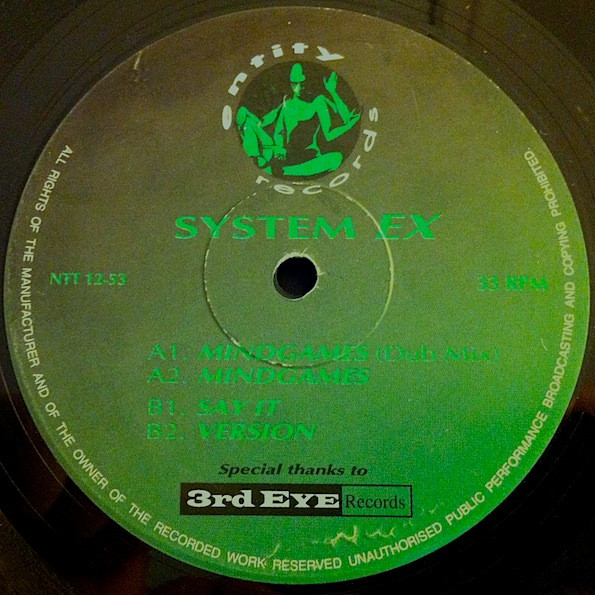 entity
records
SYSTEM EX
NTT 12-53
33 RPM
A1. MINDGAMES (Dub Mix)
A2. MINDGAMES
B1. SAY IT
B2. VERSION
Special thanks to
3rd EYE Records
ALL RIGHTS OF THE MANUFACTURER AND OF THE OWNER OF THE RECORDED WORK RESERVED UNAUTHORISED PUBLIC PERFORMANCE BROADCASTING AND COPYING PROHIBITED.